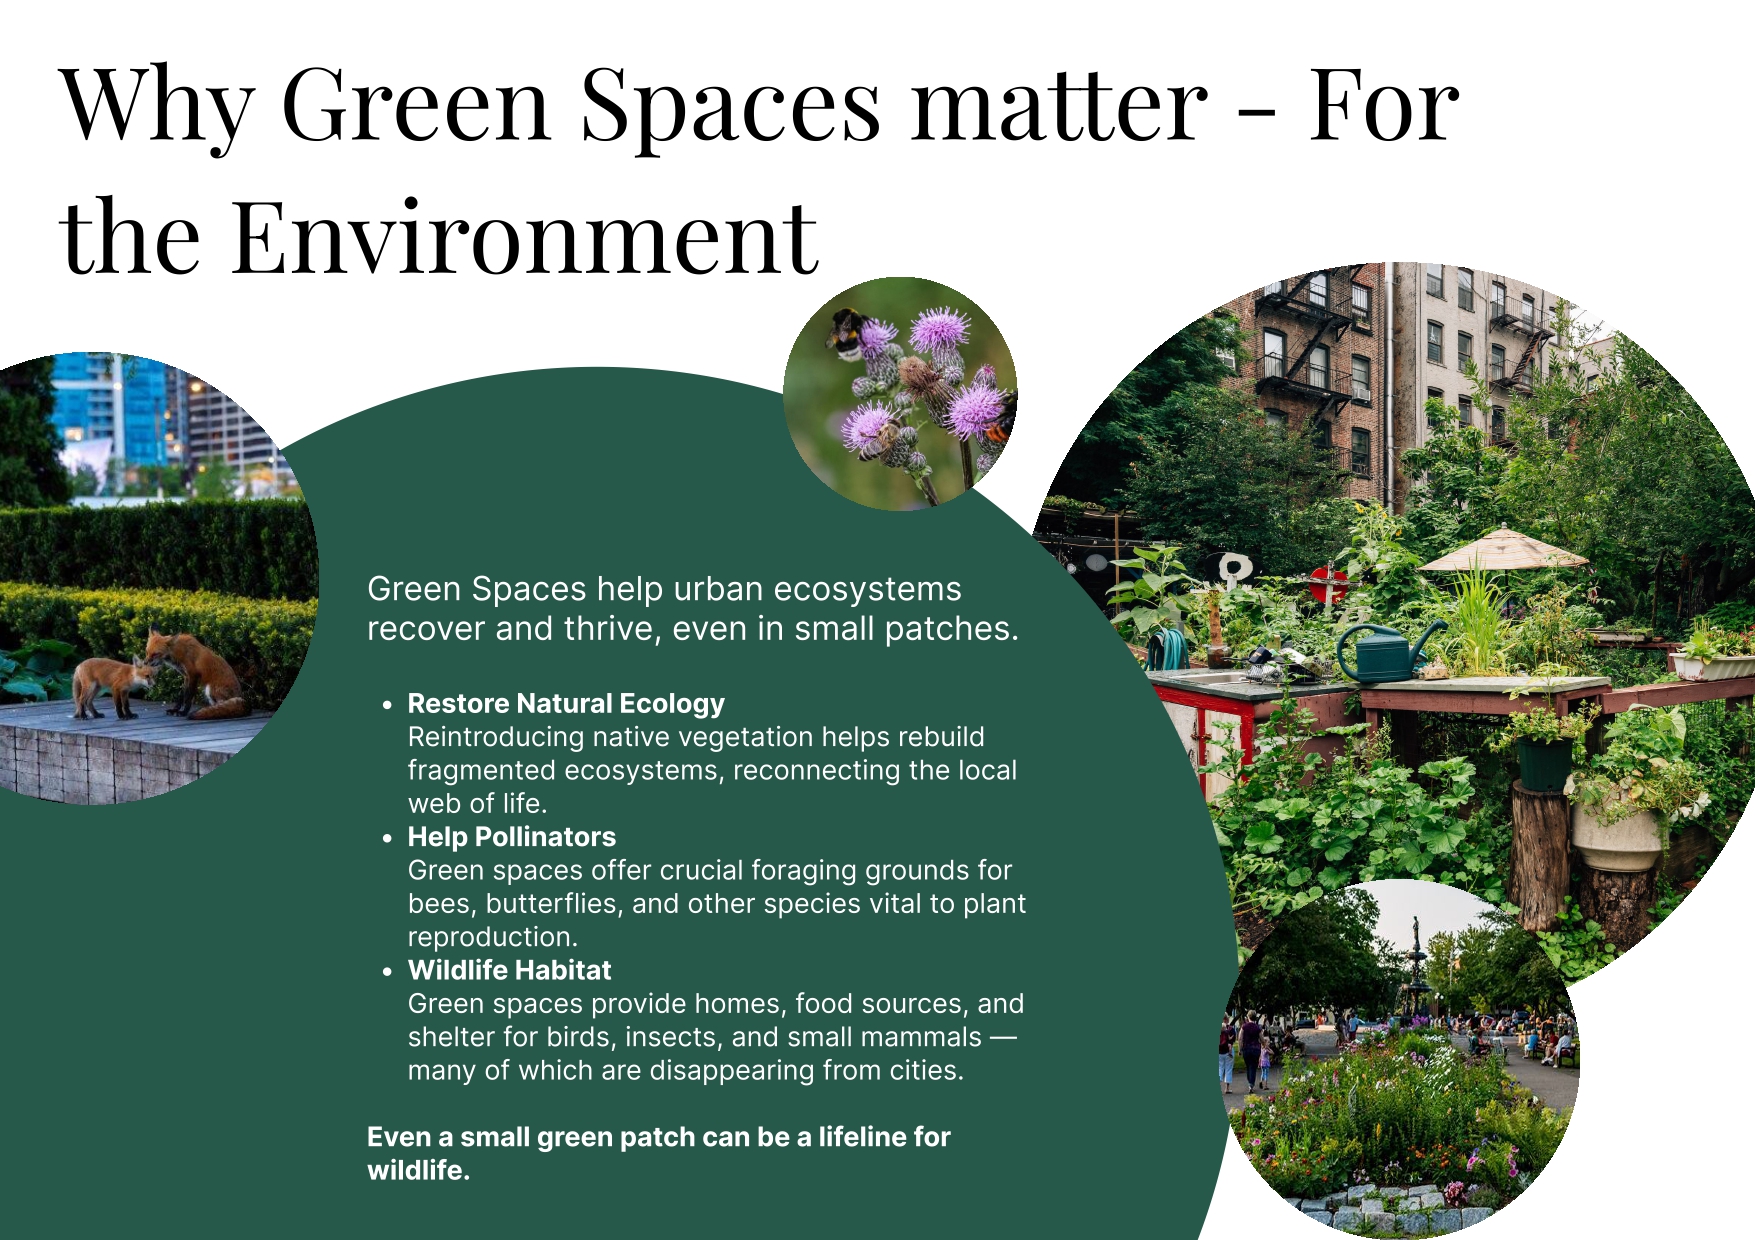 Why Green Spaces matter - For
the Environment
Green Spaces help urban ecosystems
recover and thrive, even in small patches.
• Restore Natural Ecology
Reintroducing native vegetation helps rebuild
fragmented ecosystems, reconnecting the local
web of life.
• Help Pollinators
Green spaces offer crucial foraging grounds for
bees, butterflies, and other species vital to plant
reproduction.
• Wildlife Habitat
Green spaces provide homes, food sources, and
shelter for birds, insects, and small mammals —
many of which are disappearing from cities.
Even a small green patch can be a lifeline for
wildlife.